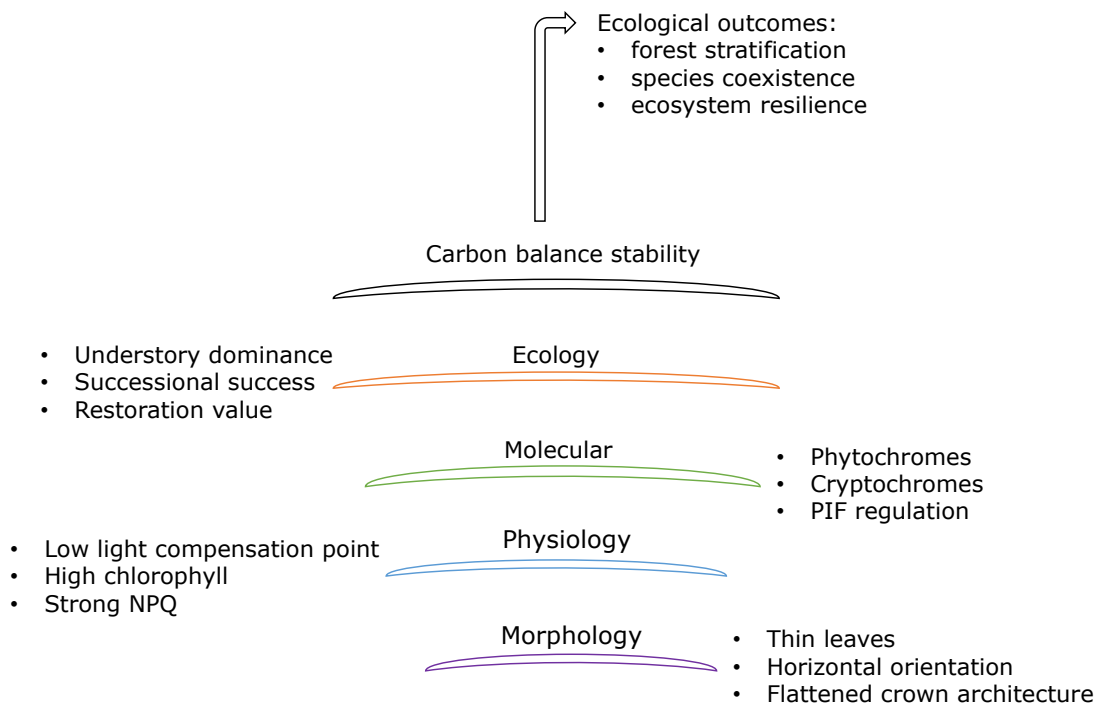 Ecological outcomes:
• forest stratification
• species coexistence
• ecosystem resilience
Carbon balance stability
• Understory dominance
• Successional success
• Restoration value
Ecology
Molecular
• Phytochromes
• Cryptochromes
• PIF regulation
• Low light compensation point
• High chlorophyll
• Strong NPQ
Physiology
Morphology
• Thin leaves
• Horizontal orientation
• Flattened crown architecture